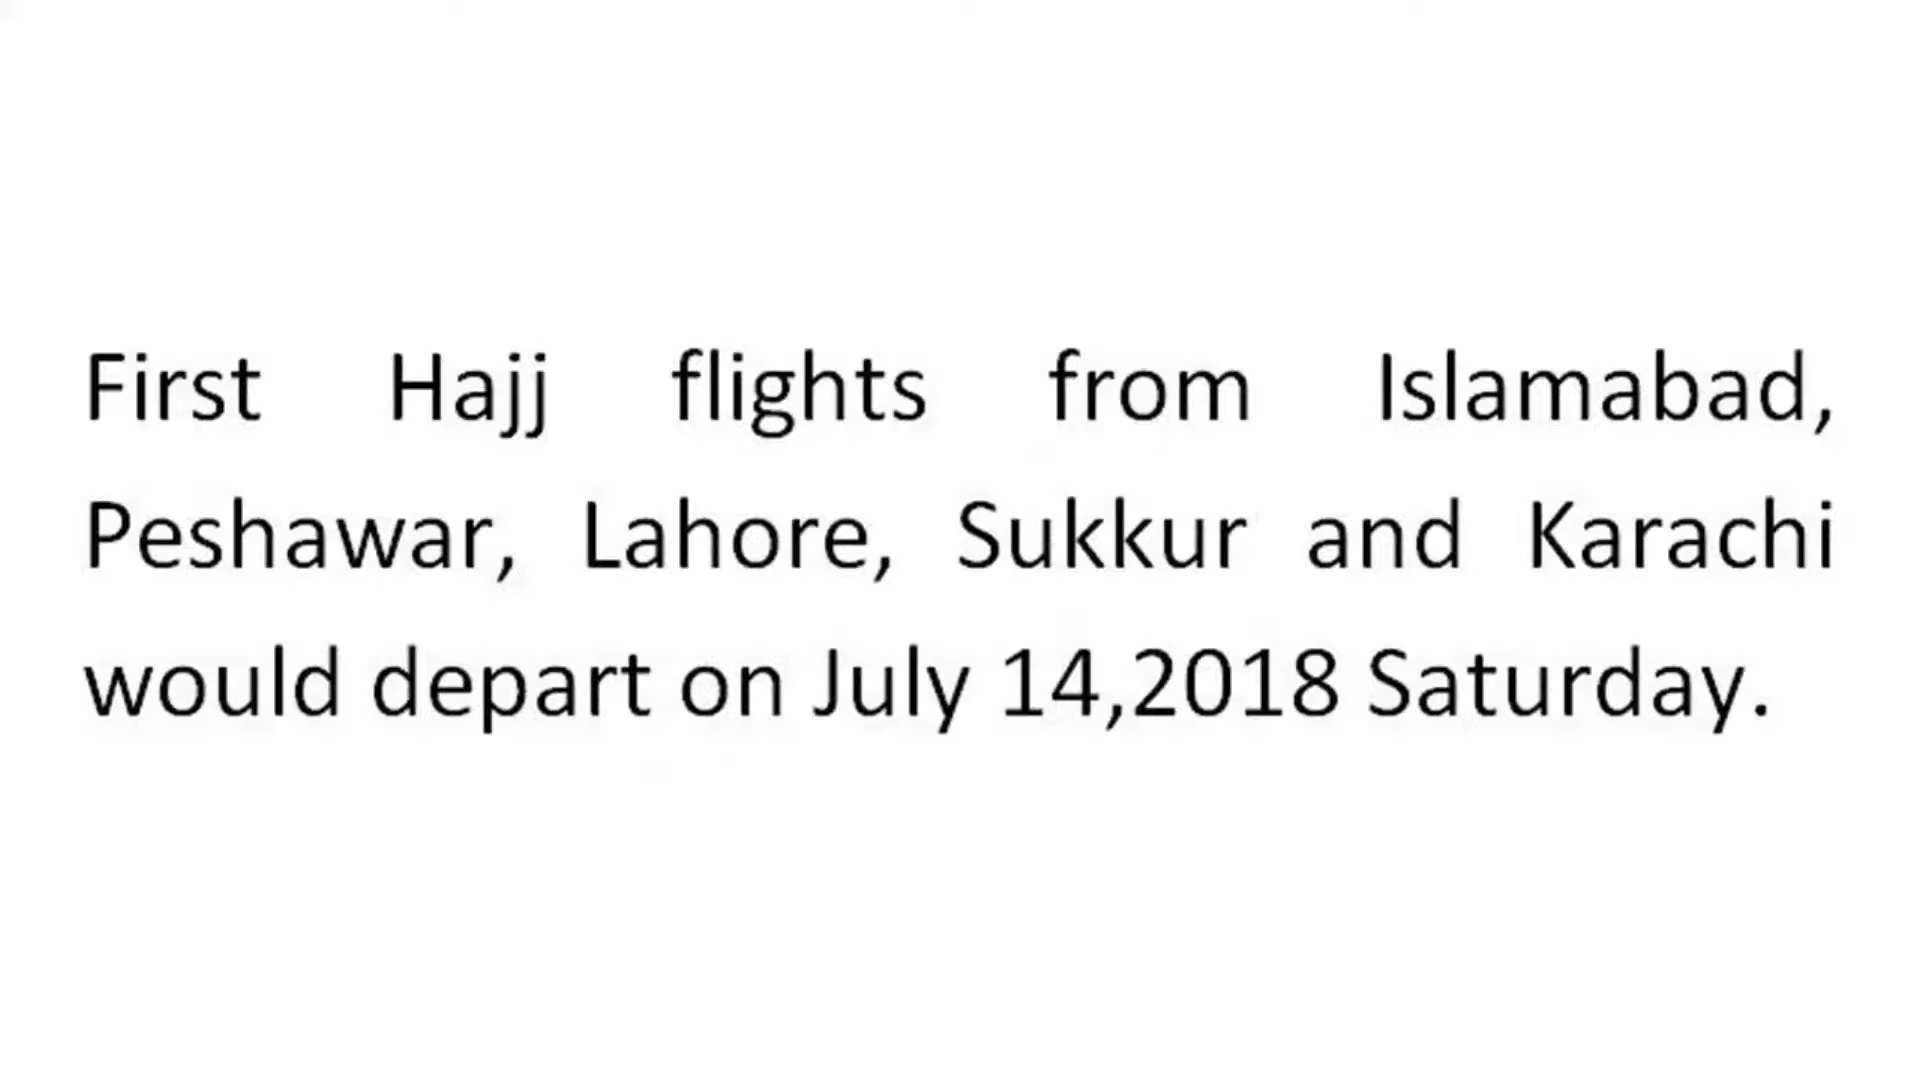 First Hajj flights from Islamabad,
Peshawar, Lahore, Sukkur and Karachi
would depart on July 14,2018 Saturday.